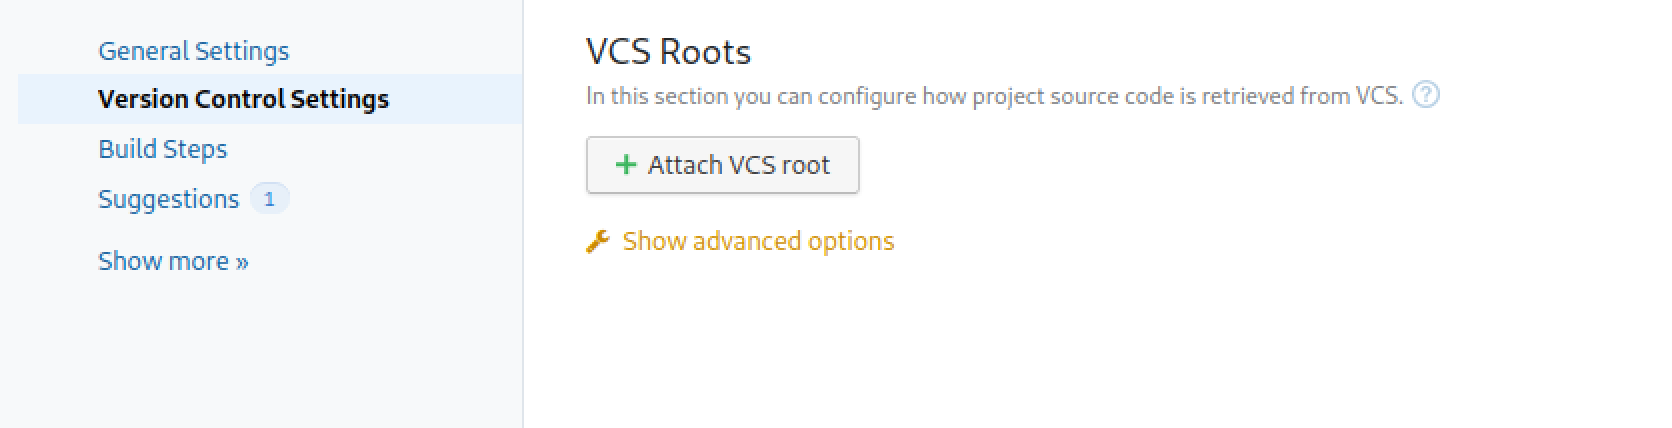 General Settings
Version Control Settings
Build Steps
Suggestions 1
Show more »
VCS Roots
In this section you can configure how project source code is retrieved from VCS. ?
+ Attach VCS root
Show advanced options